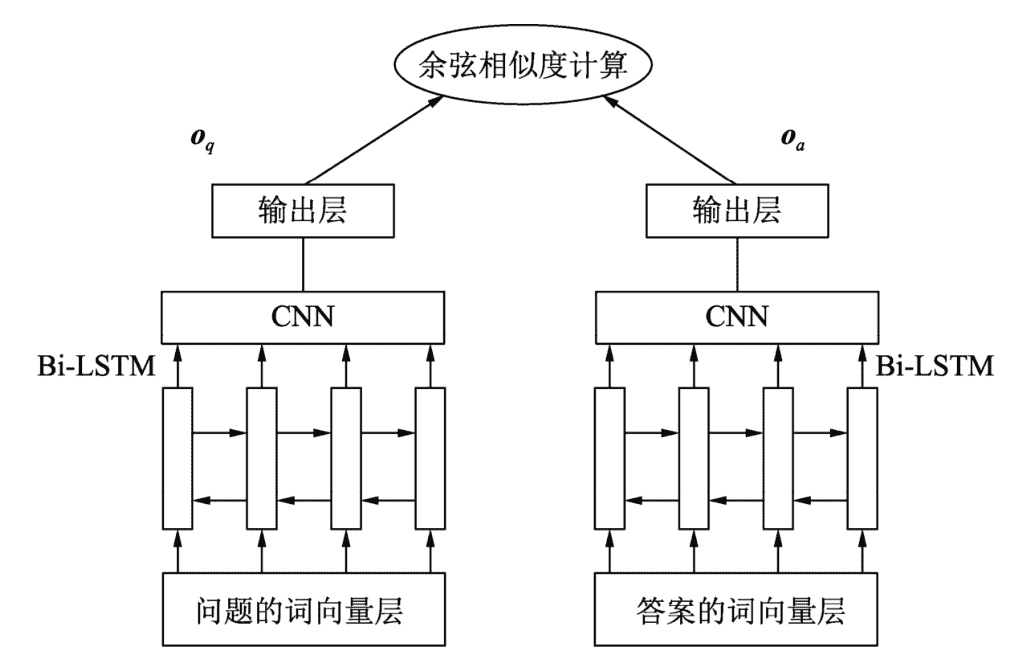 余弦相似度计算
o_q
o_a
输出层
输出层
CNN
CNN
Bi-LSTM
Bi-LSTM
问题的词向量层
答案的词向量层